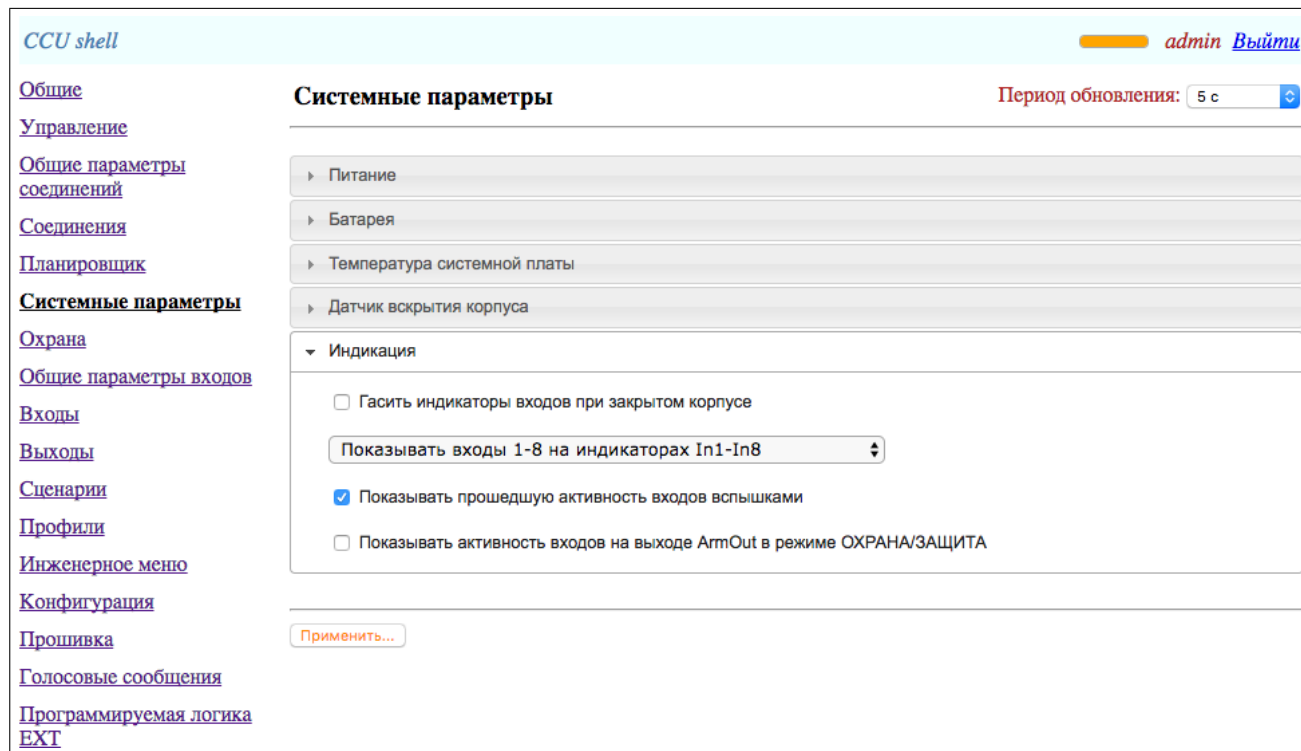 CCU shell
admin Выйти
Общие
Управление
Общие параметры
соединений
Соединения
Планировщик
Системные параметры
Охрана
Общие параметры входов
Входы
Выходы
Сценарии
Профили
Инженерное меню
Конфигурация
Прошивка
Голосовые сообщения
Программируемая логика
EXT
Системные параметры
Период обновления: 5 с
Питание
Батарея
Температура системной платы
Датчик вскрытия корпуса
Индикация
Гасить индикаторы входов при закрытом корпусе
Показывать входы 1-8 на индикаторах In1-In8
Показывать прошедшую активность входов вспышками
Показывать активность входов на выходе ArmOut в режиме ОХРАНА/ЗАЩИТА
Применить...